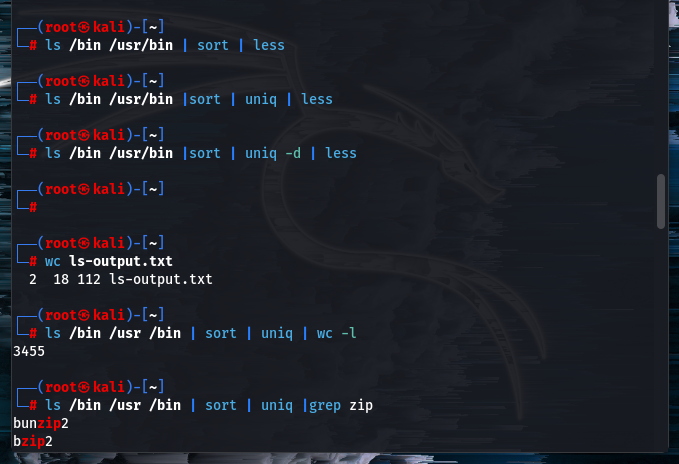 ┌──(root㉿kali)-[~]
└─# ls /bin /usr/bin | sort | less
┌──(root㉿kali)-[~]
└─# ls /bin /usr/bin |sort | uniq | less
┌──(root㉿kali)-[~]
└─# ls /bin /usr/bin |sort | uniq -d | less
┌──(root㉿kali)-[~]
└─#
┌──(root㉿kali)-[~]
└─# wc ls-output.txt
  2  18 112 ls-output.txt
┌──(root㉿kali)-[~]
└─# ls /bin /usr /bin | sort | uniq | wc -l
3455
┌──(root㉿kali)-[~]
└─# ls /bin /usr /bin | sort | uniq |grep zip
bunzip2
bzip2